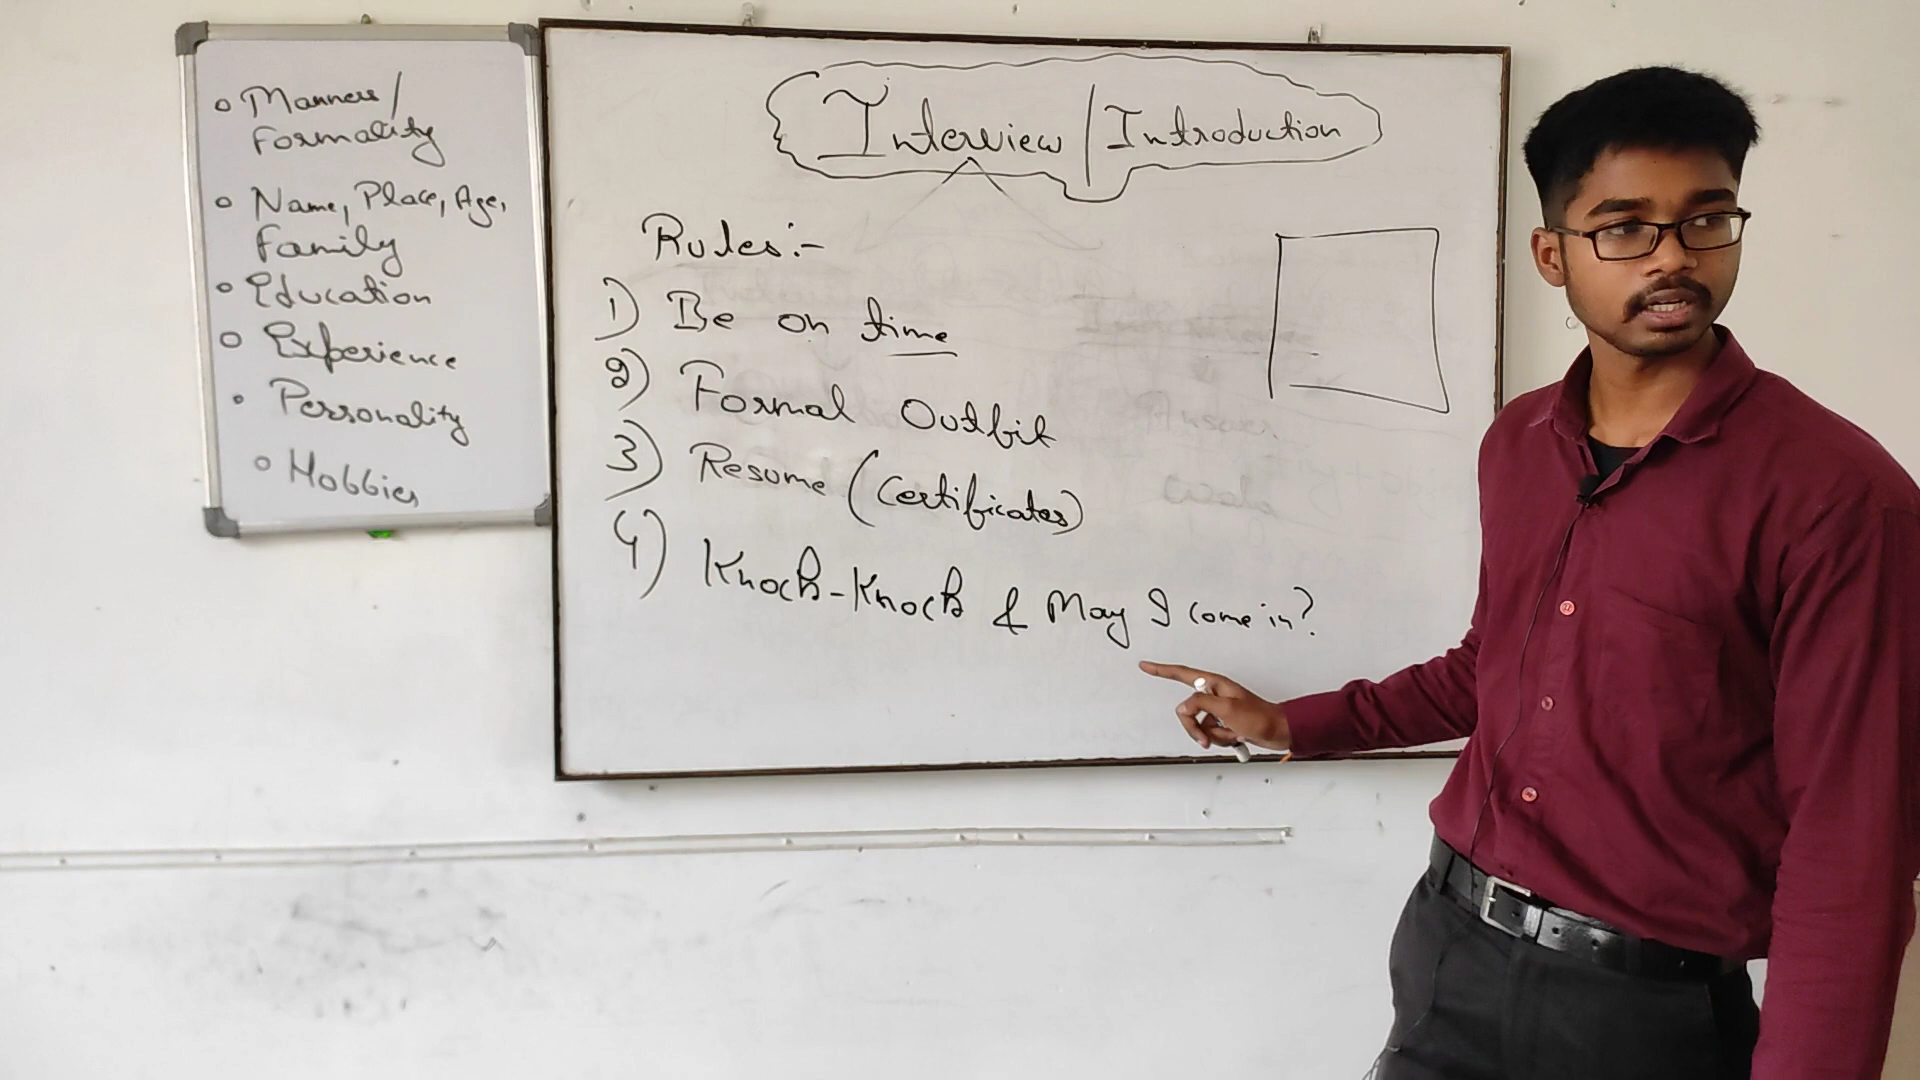 Manners/
Formality
Name, Place, Age,
Family
Education
Experience
Personality
Hobbies
Interview | Introduction
Rules:-
1) Be on time
2) Formal Outfit
3) Resume (Certificates)
4) Knock-Knock & May I come in?